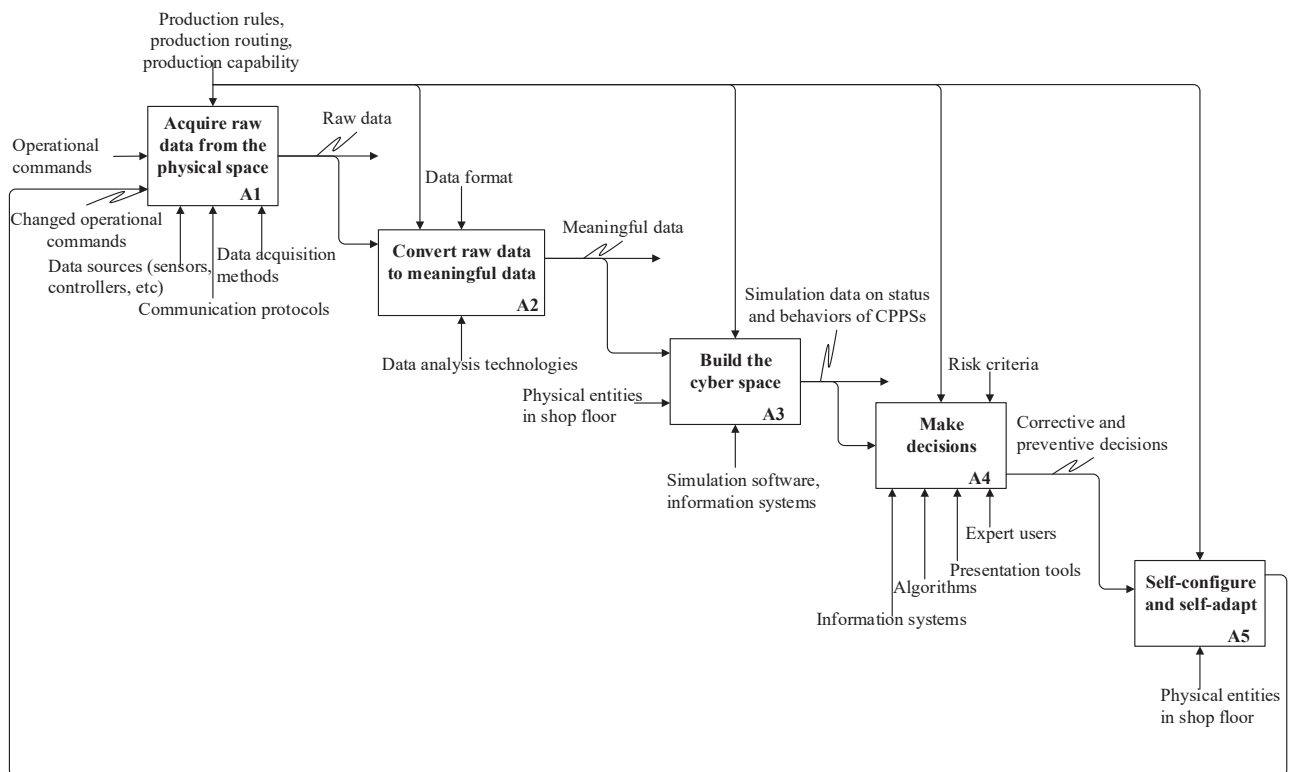 Production rules,
production routing,
production capability
Acquire raw
data from the
physical space
A1
Raw data
Operational
commands
Changed operational
commands
Data sources (sensors,
controllers, etc)
Data acquisition
methods
Communication protocols
Data format
Convert raw data
to meaningful data
A2
Meaningful data
Data analysis technologies
Simulation data on status
and behaviors of CPPSs
Build the
cyber space
A3
Physical entities
in shop floor
Simulation software,
information systems
Risk criteria
Make
decisions
A4
Corrective and
preventive decisions
Expert users
Presentation tools
Algorithms
Information systems
Self-configure
and self-adapt
A5
Physical entities
in shop floor